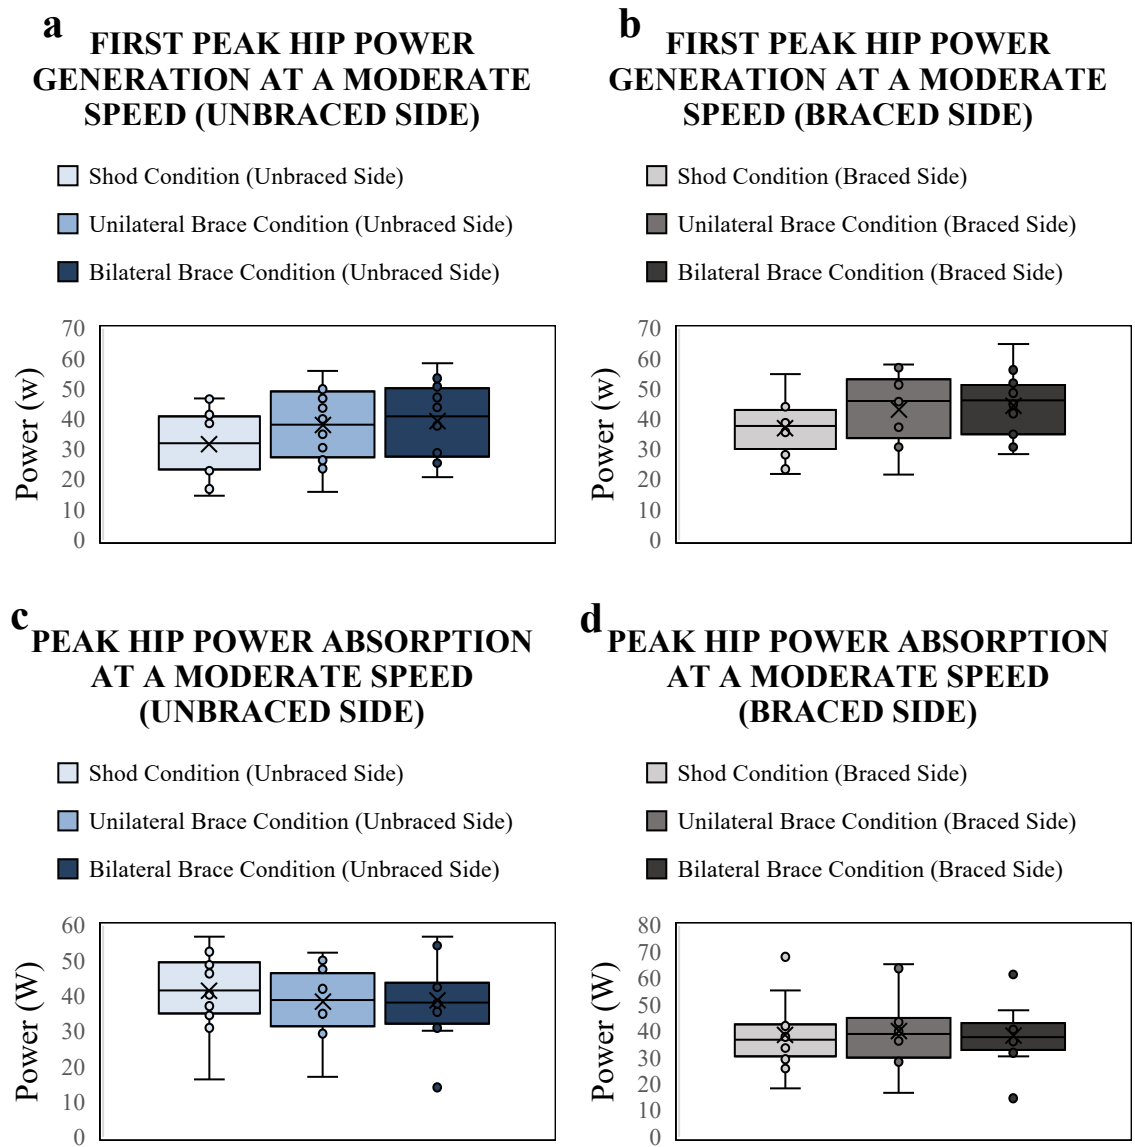 a
FIRST PEAK HIP POWER
GENERATION AT A MODERATE
SPEED (UNBRACED SIDE)
Shod Condition (Unbraced Side)
Unilateral Brace Condition (Unbraced Side)
Bilateral Brace Condition (Unbraced Side)
Power (w)
70
60
50
40
30
20
10
0
b
FIRST PEAK HIP POWER
GENERATION AT A MODERATE
SPEED (BRACED SIDE)
Shod Condition (Braced Side)
Unilateral Brace Condition (Braced Side)
Bilateral Brace Condition (Braced Side)
Power (w)
70
60
50
40
30
20
10
0
c
PEAK HIP POWER ABSORPTION
AT A MODERATE SPEED
(UNBRACED SIDE)
Shod Condition (Unbraced Side)
Unilateral Brace Condition (Unbraced Side)
Bilateral Brace Condition (Unbraced Side)
Power (W)
60
50
40
30
20
10
0
d
PEAK HIP POWER ABSORPTION
AT A MODERATE SPEED
(BRACED SIDE)
Shod Condition (Braced Side)
Unilateral Brace Condition (Braced Side)
Bilateral Brace Condition (Braced Side)
Power (W)
80
70
60
50
40
30
20
10
0